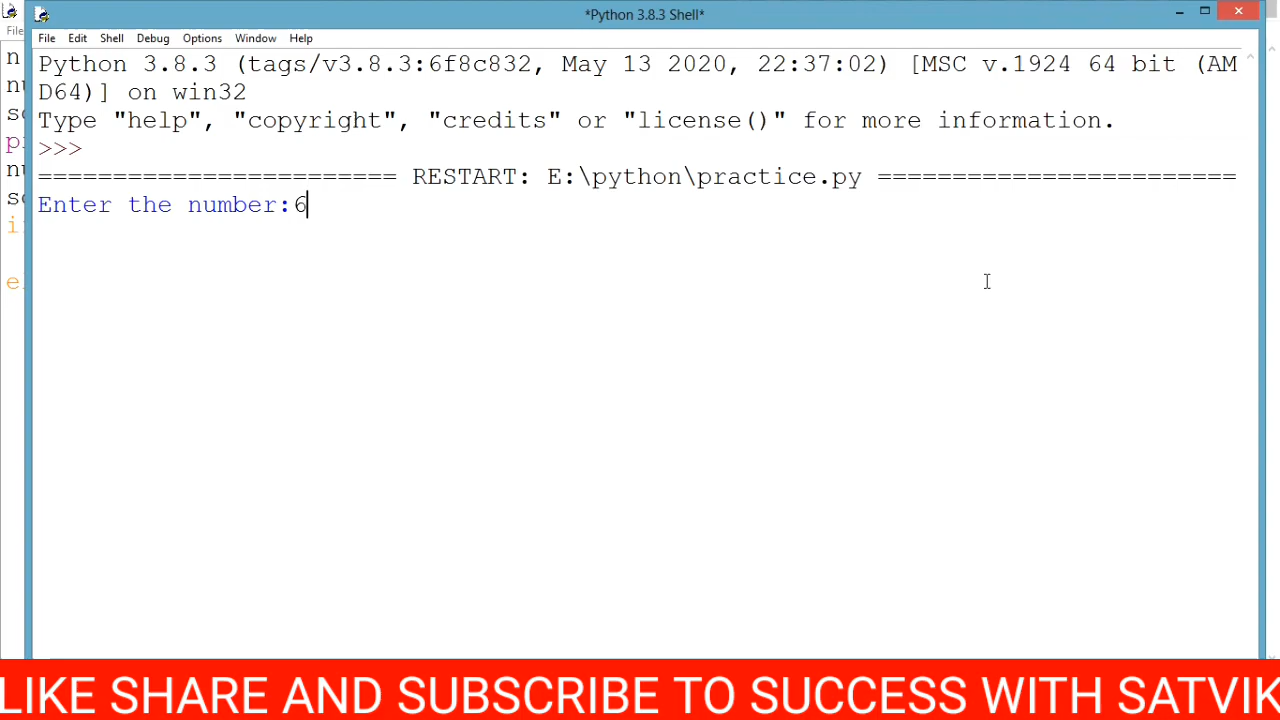 *Python 3.8.3 Shell*
File
File Edit Shell Debug Options Window Help
Python 3.8.3 (tags/v3.8.3:6f8c832, May 13 2020, 22:37:02) [MSC v.1924 64 bit (AM
D64)] on win32
Type "help", "copyright", "credits" or "license()" for more information.
>>>
======================== RESTART: E:\python\practice.py ========================
Enter the number:6
LIKE SHARE AND SUBSCRIBE TO SUCCESS WITH SATVIK